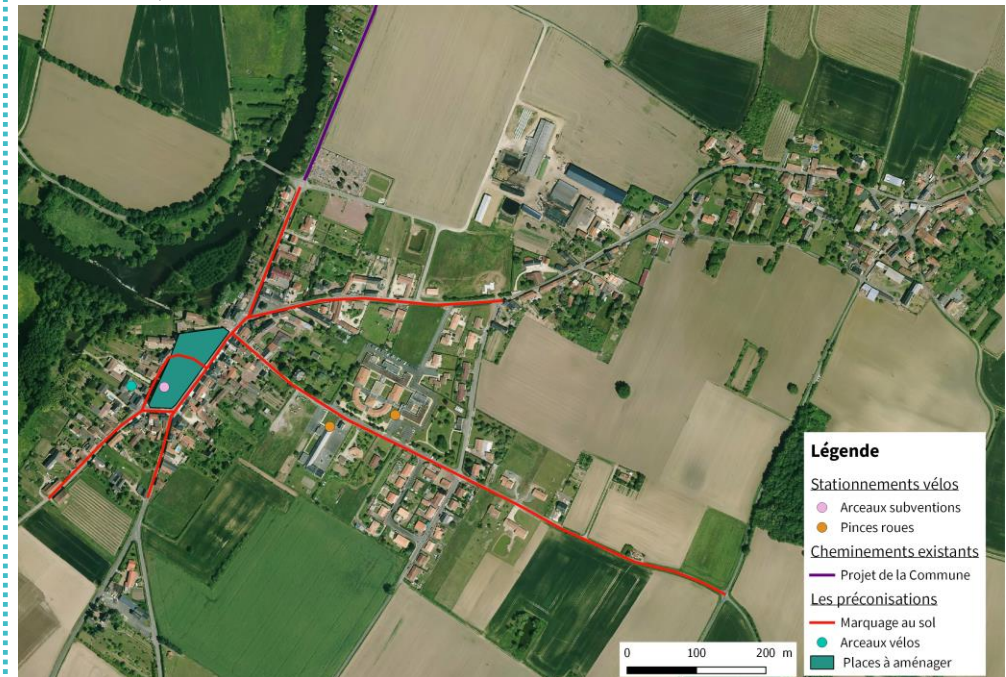 Légende
Stationnements vélos
Arceaux subventions
Pinces roues
Cheminements existants
Projet de la Commune
Les préconisations
Marquage au sol
Arceaux vélos
Places à aménager
0 100 200 m